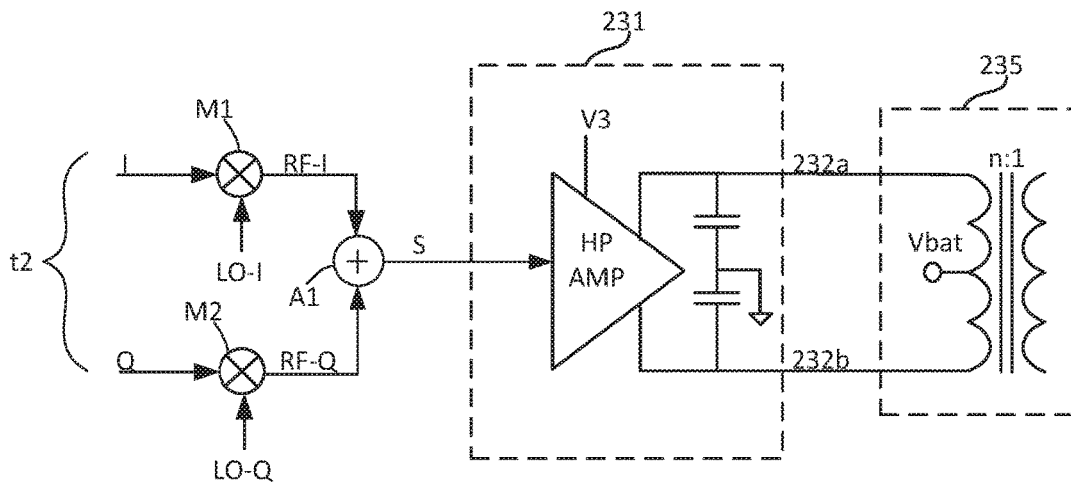 231
235
M1
V3
I
RF-I
232a
n:1
t2
LO-I
A1
+
S
HP
AMP
Vbat
M2
Q
RF-Q
232b
LO-Q